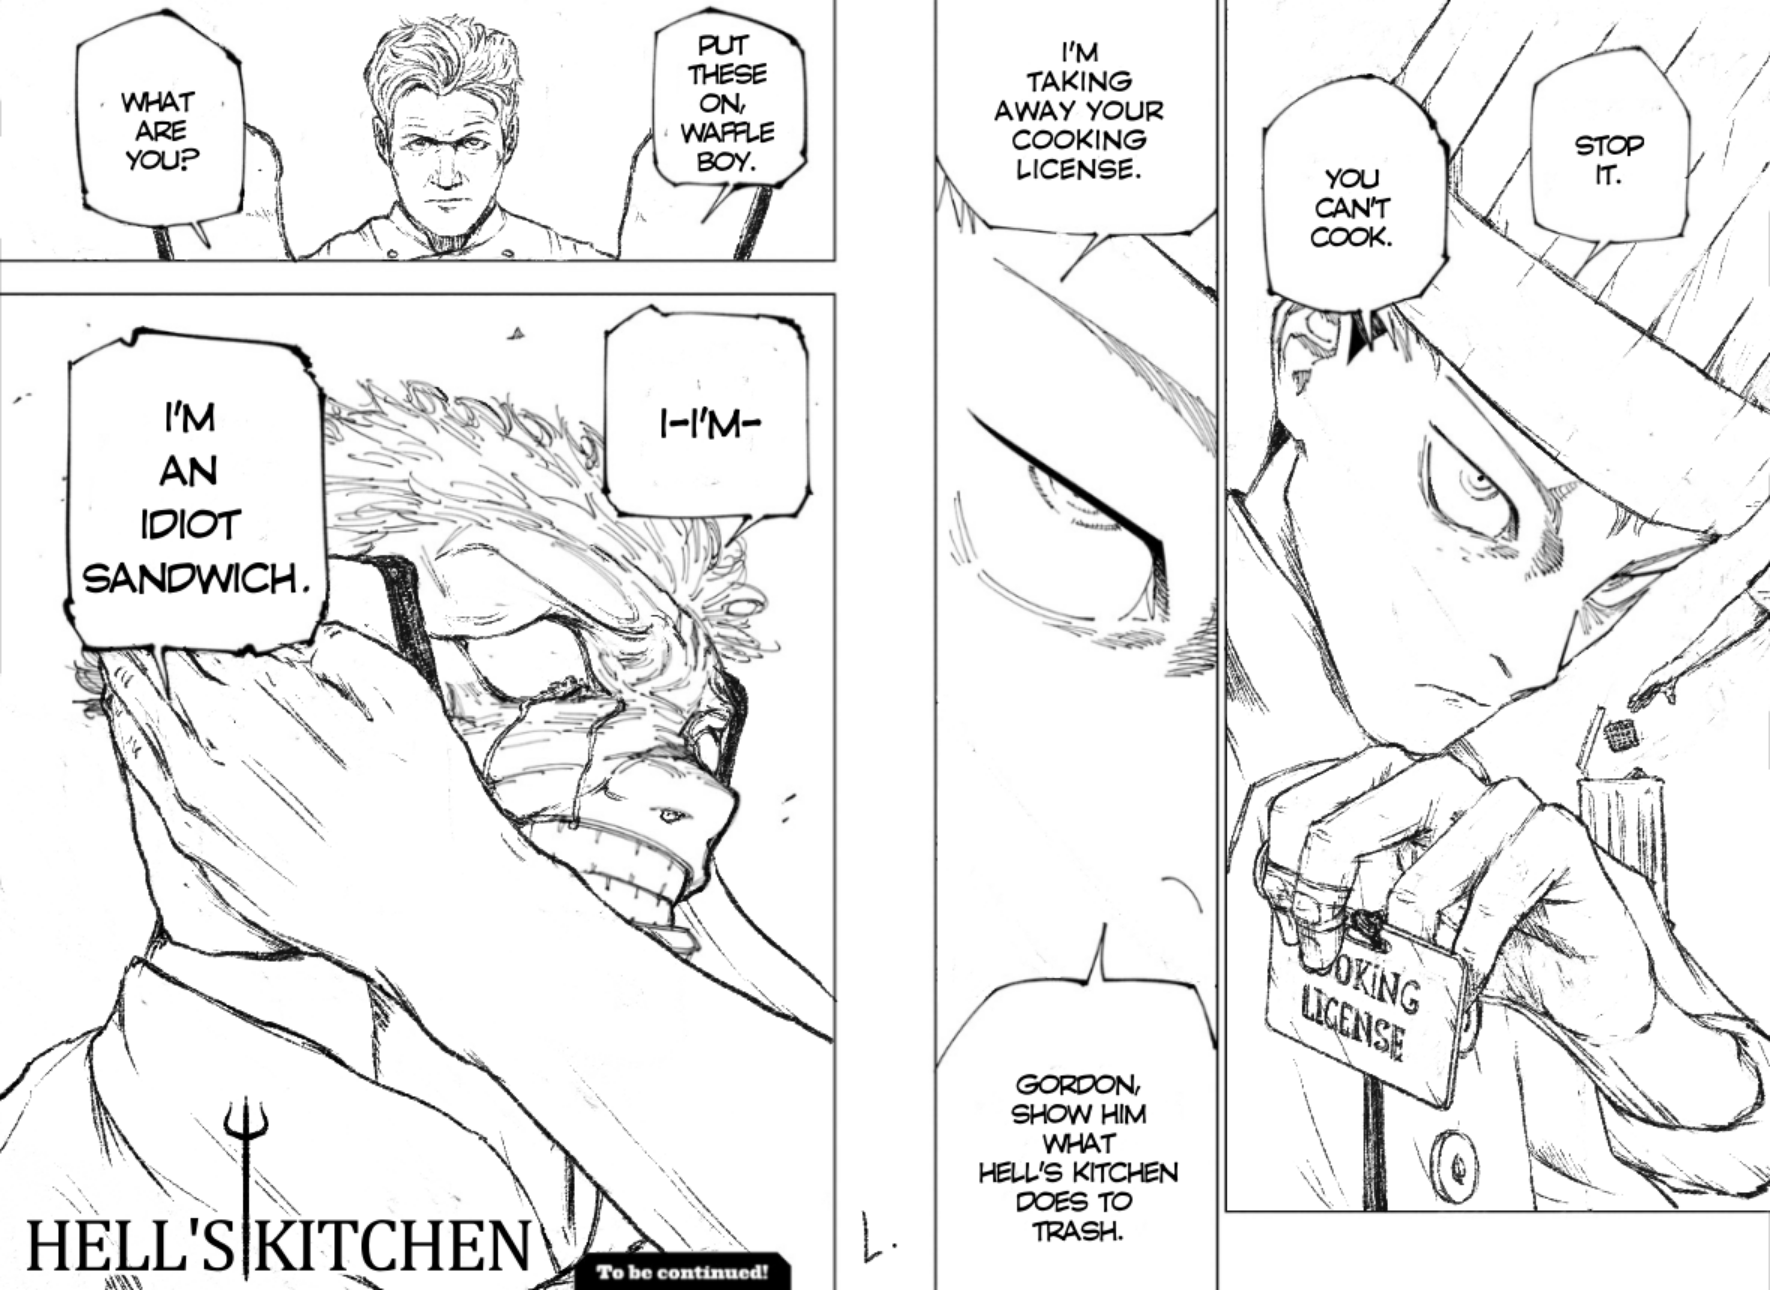 STOP
IT.
YOU
CAN'T
COOK.
OOKING
LICENSE
I'M
TAKING
AWAY YOUR
COOKING
LICENSE.
GORDON,
SHOW HIM
WHAT
HELL'S KITCHEN
DOES TO
TRASH.
PUT
THESE
ON,
WAFFLE
BOY.
WHAT
ARE
YOU?
I-I'M-
I'M
AN
IDIOT
SANDWICH.
HELL'S KITCHEN
To be continued!
L.